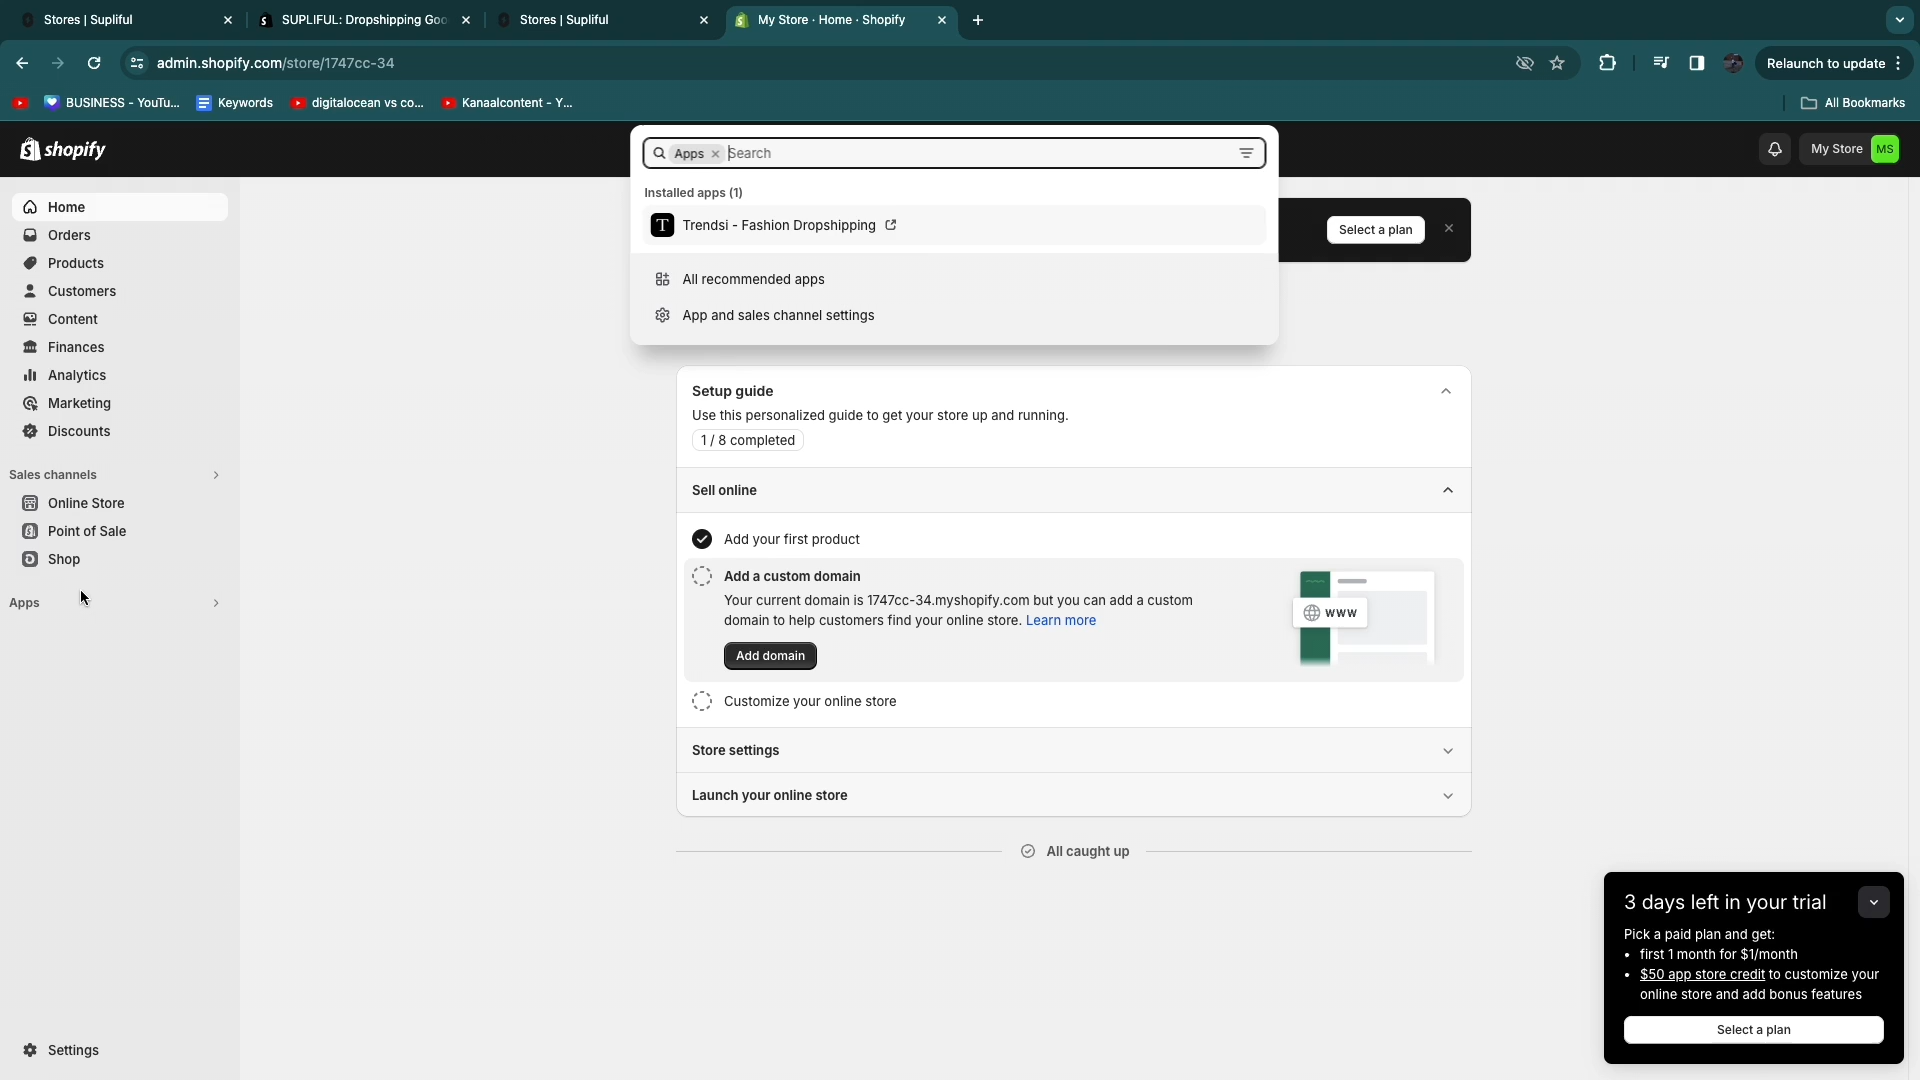 Stores | Supliful
SUPLIFUL: Dropshipping Goo
Stores | Supliful
My Store · Home · Shopify
admin.shopify.com/store/1747cc-34
Relaunch to update
BUSINESS - YouTu...
Keywords
digitalocean vs co...
Kanaalcontent - Y...
All Bookmarks
shopify
Apps
Search
My Store
MS
Installed apps (1)
T
Trendsi - Fashion Dropshipping
All recommended apps
App and sales channel settings
Select a plan
Home
Orders
Products
Customers
Content
Finances
Analytics
Marketing
Discounts
Sales channels
Online Store
Point of Sale
Shop
Apps
Settings
Setup guide
Use this personalized guide to get your store up and running.
1 / 8 completed
Sell online
Add your first product
Add a custom domain
Your current domain is 1747cc-34.myshopify.com but you can add a custom
domain to help customers find your online store. Learn more
Add domain
www
Customize your online store
Store settings
Launch your online store
All caught up
3 days left in your trial
Pick a paid plan and get:
• first 1 month for $1/month
• $50 app store credit to customize your
online store and add bonus features
Select a plan